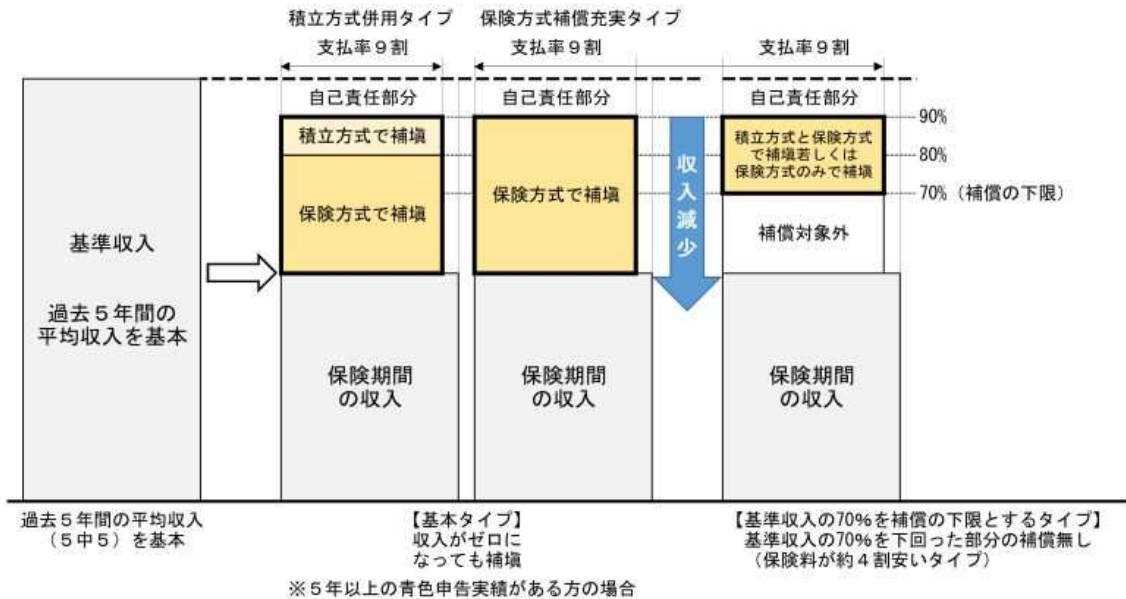 積立方式併用タイプ
保険方式補償充実タイプ
支払率9割
支払率9割
支払率9割
自己責任部分
自己責任部分
自己責任部分
90%
積立方式で補塡
積立方式と保険方式
で補塡若しくは
保険方式のみで補塡
80%
70%(補償の下限)
保険方式で補塡
保険方式で補塡
収入減少
補償対象外
基準収入
過去5年間の
平均収入を基本
保険期間
の収入
保険期間
の収入
保険期間
の収入
過去5年間の平均収入
(5中5)を基本
【基本タイプ】
収入がゼロに
なっても補塡
【基準収入の70%を補償の下限とするタイプ】
基準収入の70%を下回った部分の補償無し
(保険料が約4割安いタイプ)
※5年以上の青色申告実績がある方の場合